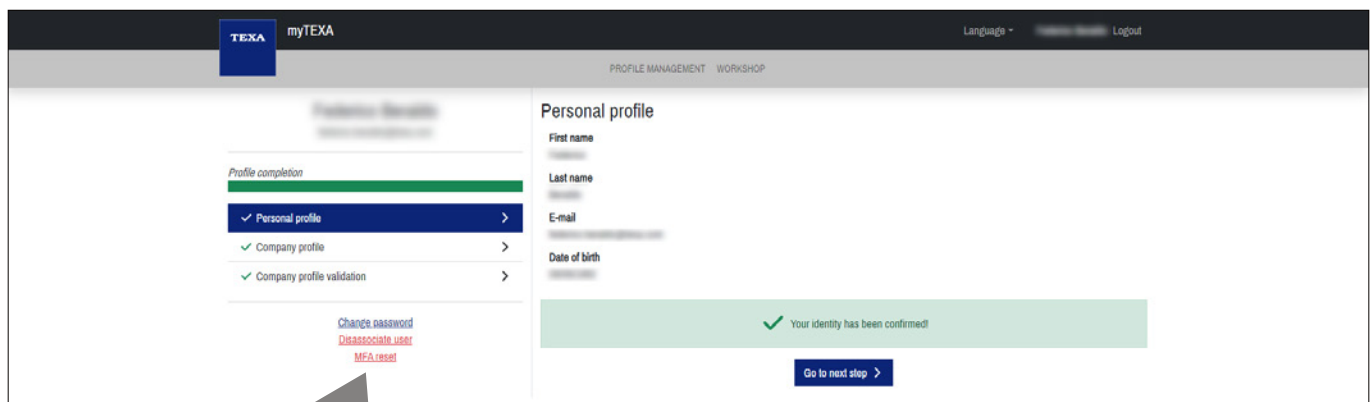 TEXA
myTEXA
Language
Logout
PROFILE MANAGEMENT WORKSHOP
Profile completion
Personal profile
Company profile
Company profile validation
Change password
Disassociate user
MFA reset
Personal profile
First name
Last name
E-mail
Date of birth
Your identity has been confirmed!
Go to next step